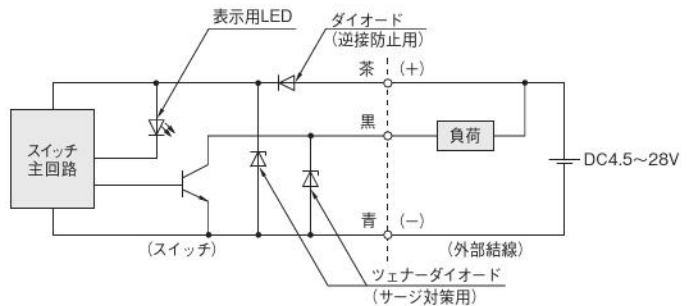 表示用LED
ダイオード
(逆接防止用)
茶 (+)
黒
負荷
スイッチ
主回路
DC4.5~28V
青 (−)
(スイッチ)
(外部結線)
ツェナーダイオード
(サージ対策用)